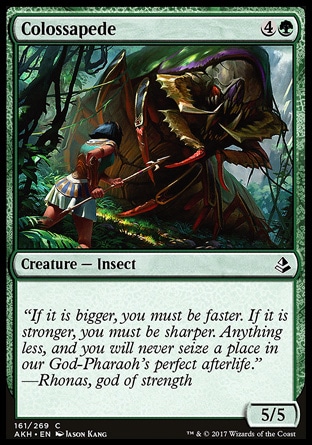 Colossapede 4
Creature — Insect
“If it is bigger, you must be faster. If it is
stronger, you must be sharper. Anything
less, and you will never seize a place in
our God-Pharaoh’s perfect afterlife.”
—Rhonas, god of strength
5/5
161/269 C
AKH • EN Jason Kang
™ & © 2017 Wizards of the Coast